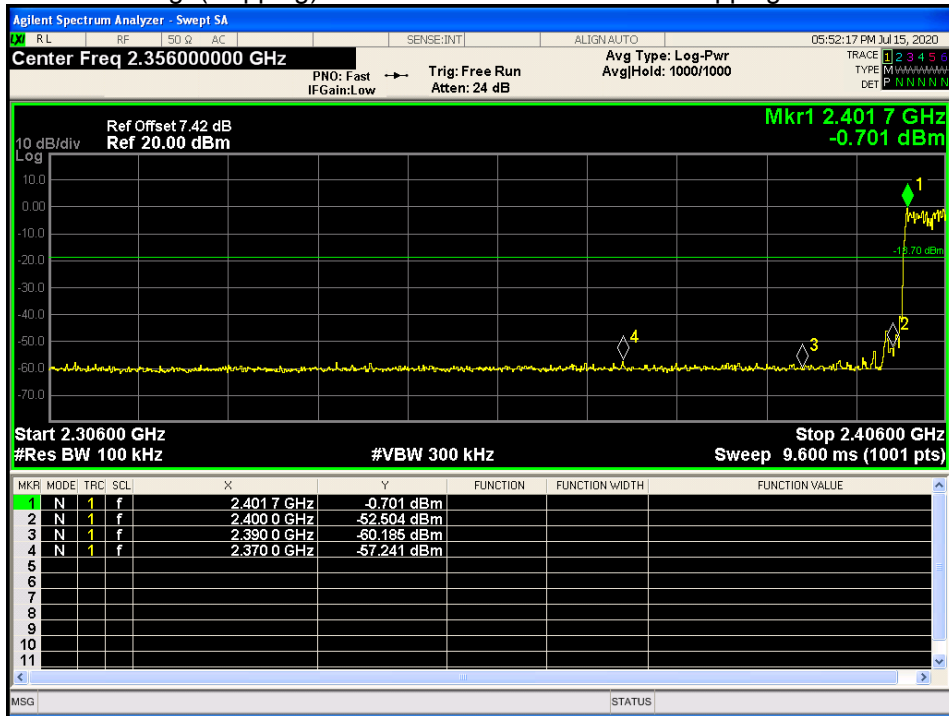 Agilent Spectrum Analyzer - Swept SA
LXI RL RF 50 Ω AC SENSE:INT ALIGN AUTO 05:52:17 PM Jul 15, 2020
Center Freq 2.356000000 GHz
PNO: Fast
IFGain:Low
Trig: Free Run
Atten: 24 dB
Avg Type: Log-Pwr
Avg|Hold: 1000/1000
TRACE 1 2 3 4 5 6
TYPE M
DET P N N N N N
Mkr1 2.401 7 GHz
-0.701 dBm
Ref Offset 7.42 dB
10 dB/div Ref 20.00 dBm
Log
10.0
0.00
-10.0
-20.0
-30.0
-40.0
-50.0
-60.0
-70.0
1
2
3
4
Start 2.30600 GHz Stop 2.40600 GHz
#Res BW 100 kHz #VBW 300 kHz Sweep 9.600 ms (1001 pts)
MKR MODE TRC SCL X Y FUNCTION FUNCTION WIDTH FUNCTION VALUE
1 N 1 f 2.401 7 GHz -0.701 dBm
2 N 1 f 2.400 0 GHz -52.504 dBm
3 N 1 f 2.390 0 GHz -60.185 dBm
4 N 1 f 2.370 0 GHz -57.241 dBm
5
6
7
8
9
10
11
MSG STATUS